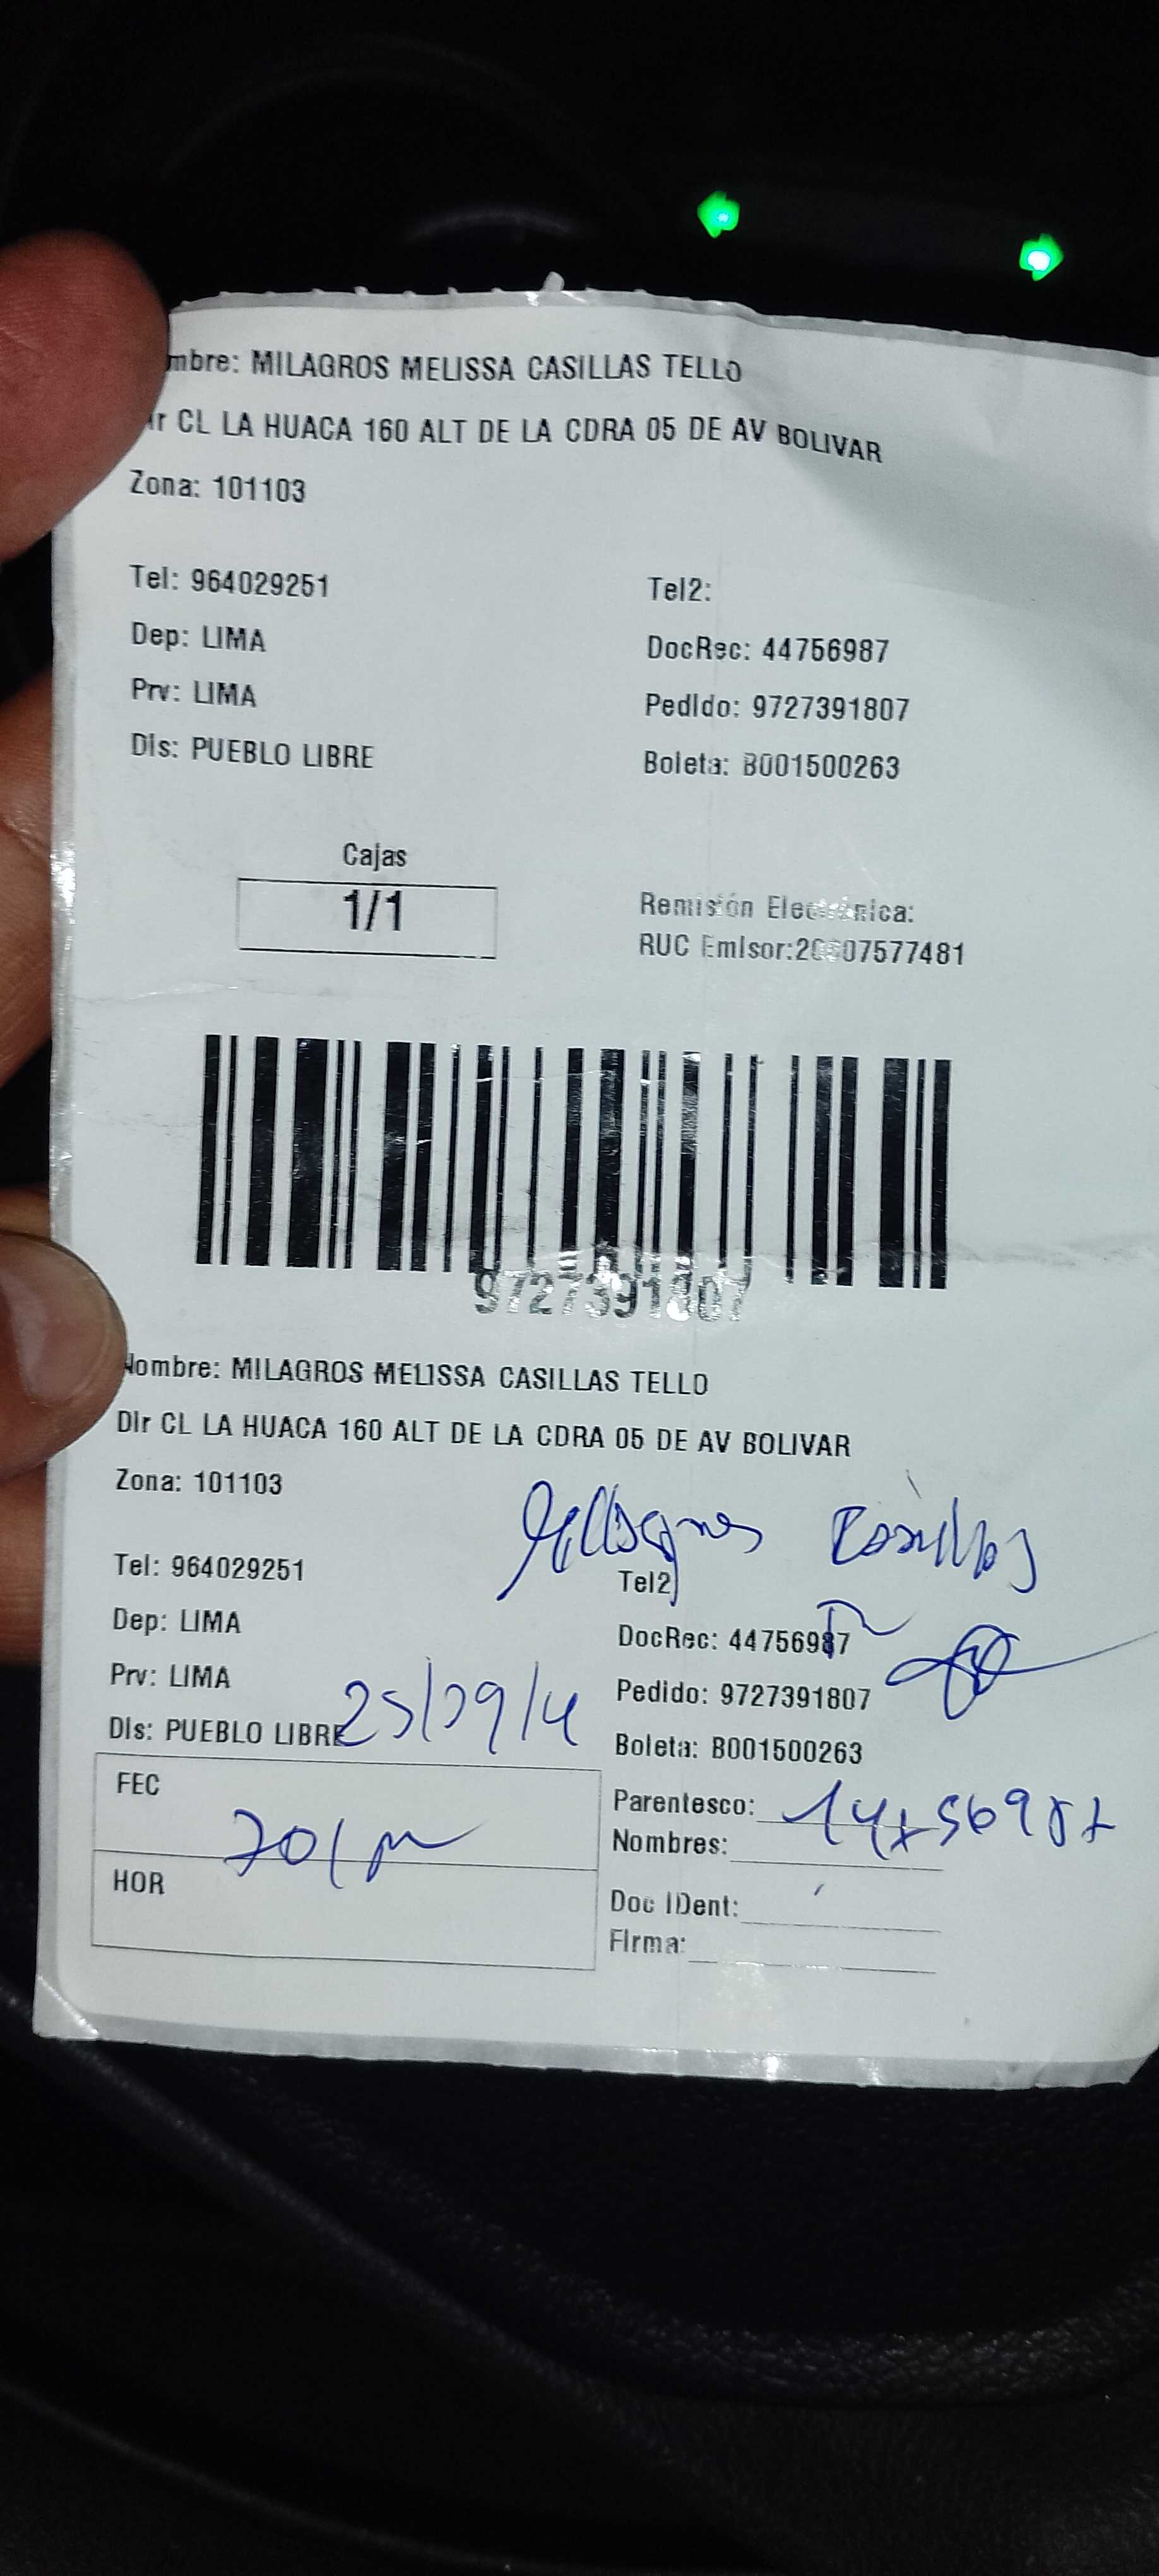 mbre: MILAGROS MELISSA CASILLAS TELLO
ir CL LA HUACA 160 ALT DE LA CDRA 05 DE AV BOLIVAR
Zona: 101103
Tel: 964029251
Tel2:
Dep: LIMA
DocRec: 44756987
Prv: LIMA
Pedido: 9727391807
Dis: PUEBLO LIBRE
Boleta: B001500263
Cajas
1/1
Remisión Electrónica:
RUC Emisor:
9727391807
Nombre: MILAGROS MELISSA CASILLAS TELLO
Dir CL LA HUACA 160 ALT DE LA CDRA 05 DE AV BOLIVAR
Zona: 101103
Milagros Casillas
Tel: 964029251
Tel2
Dep: LIMA
DocRec: 44756987
Prv: LIMA
Pedido: 9727391807
Dis: PUEBLO LIBRE
Boleta: B001500263
FEC
Parentesco:
Nombres:
HOR
Doc IDent:
Firma: